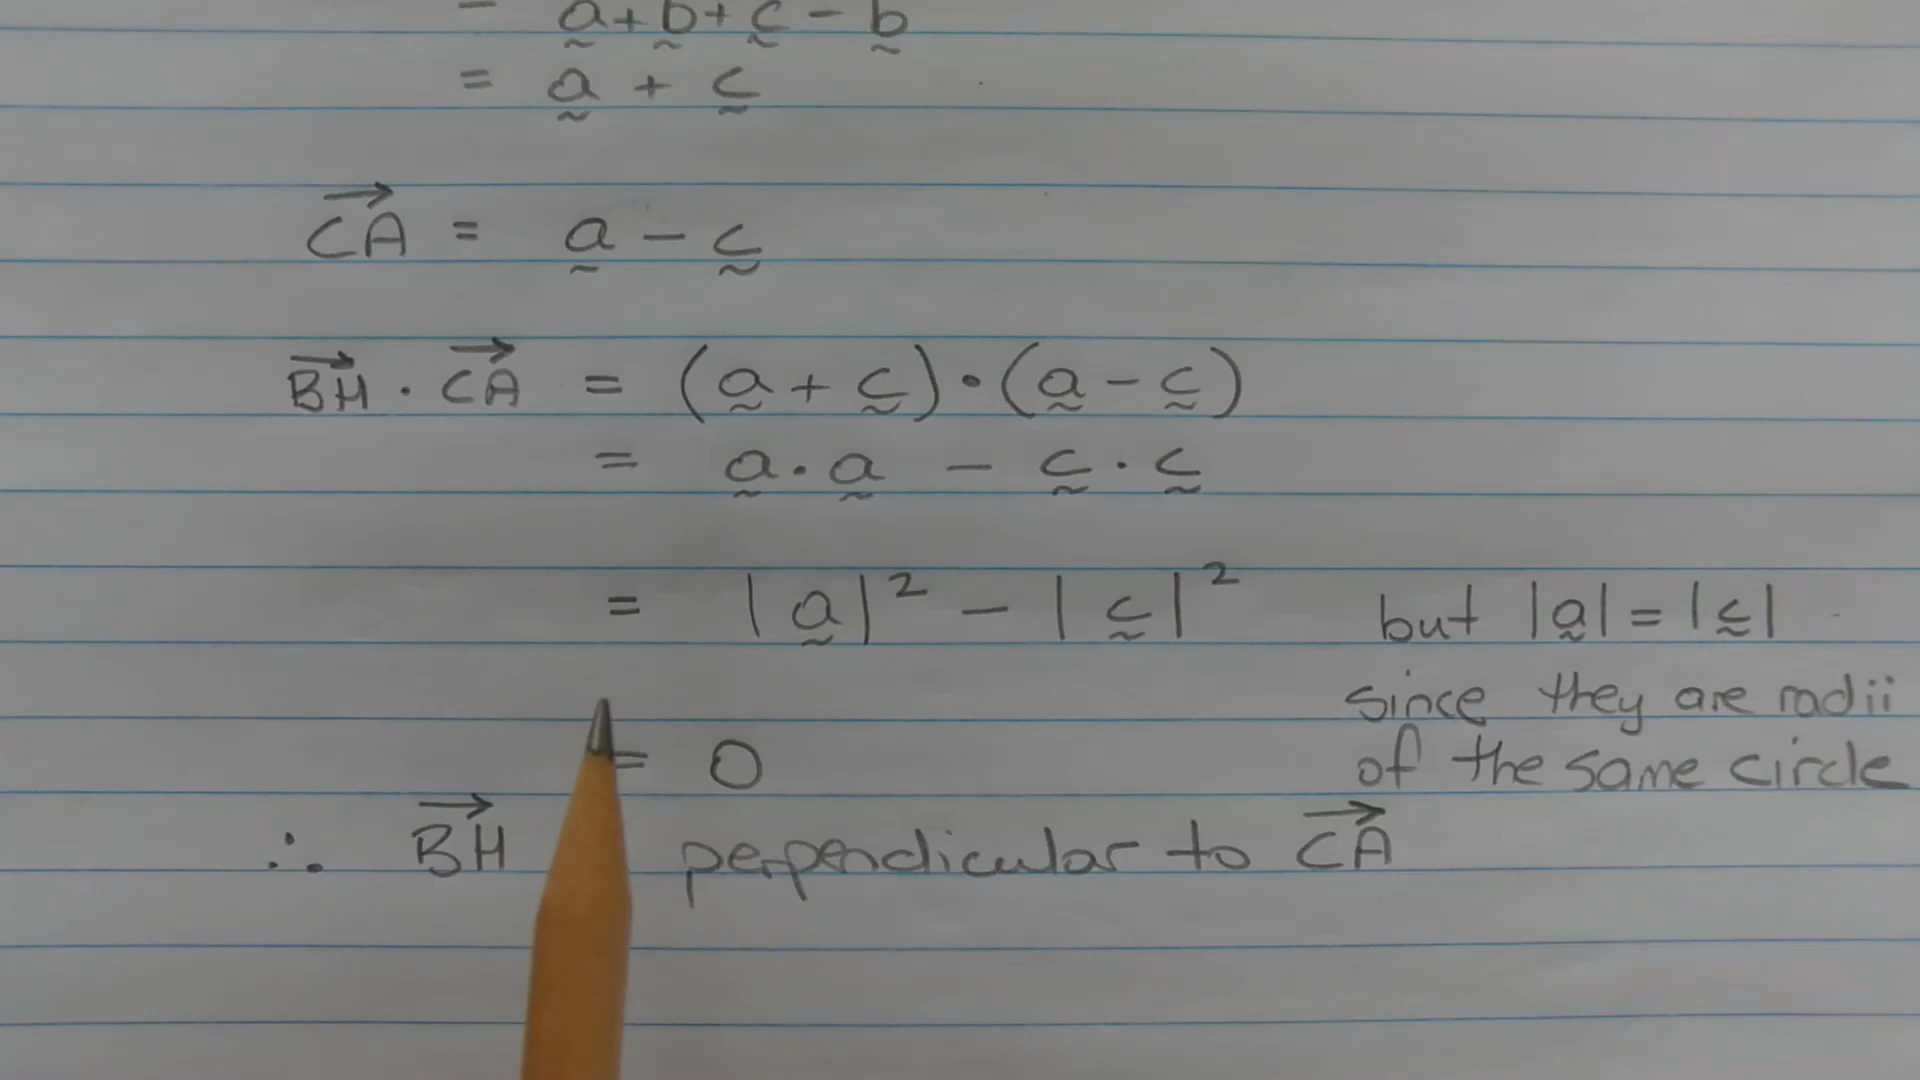 = a + b + c - b
= a + c
CA = a - c
BH . CA = (a + c) • (a - c)
= a . a - c . c
= |a|² - |c|² but |a| = |c|
since they are radii
= 0 of the same circle
∴ BH perpendicular to CA